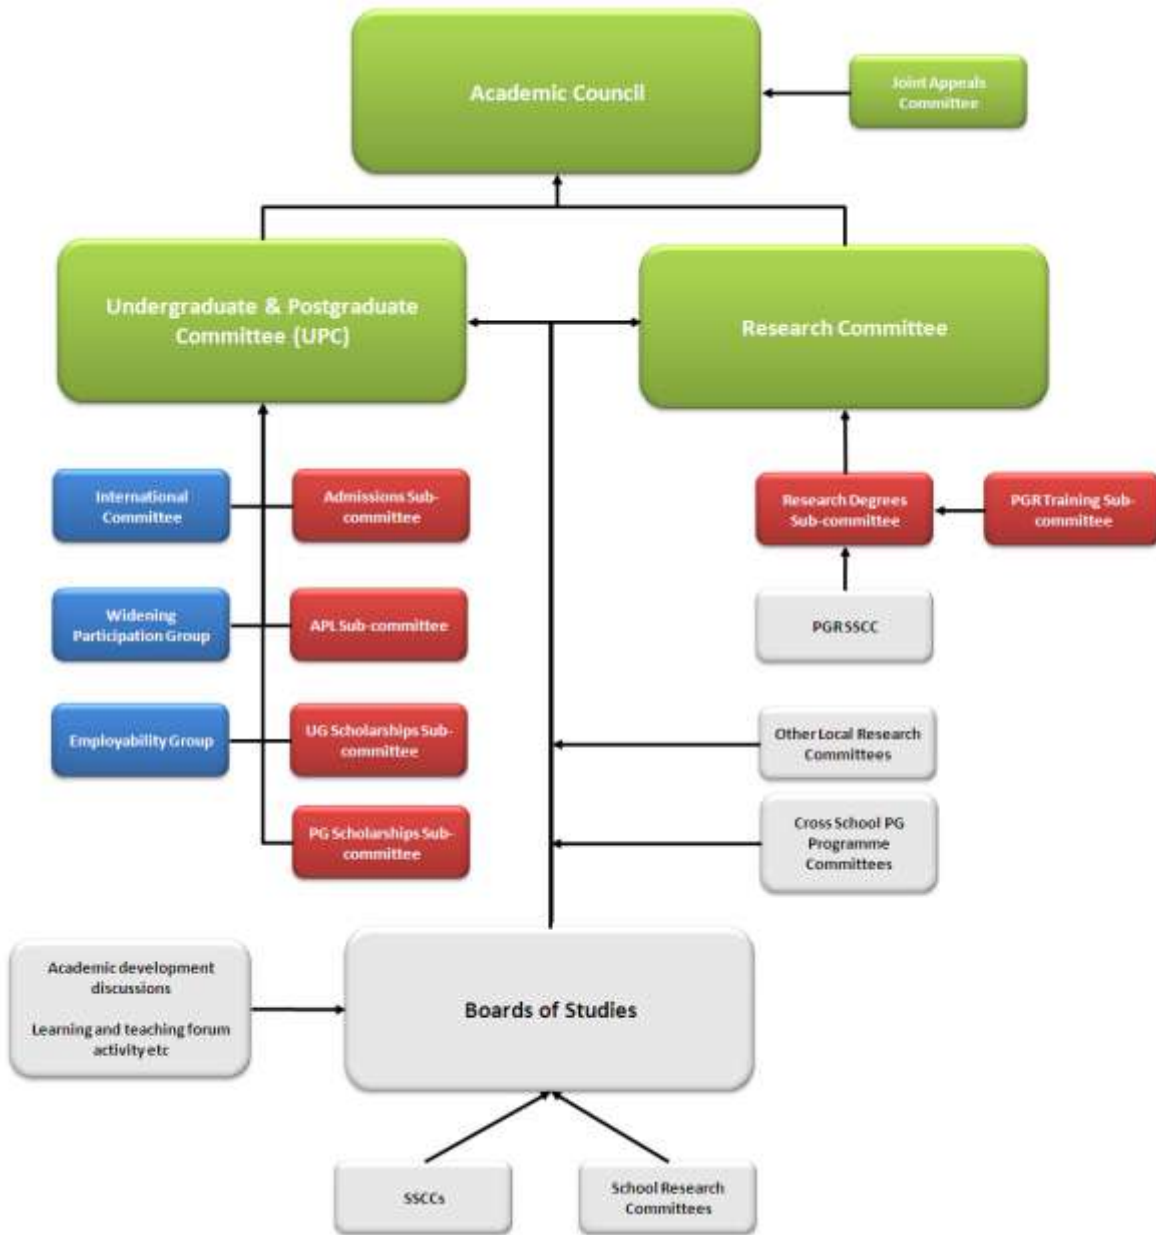 Academic Council
Joint Appeals
Committee
Undergraduate & Postgraduate
Committee (UPC)
Research Committee
International
Committee
Admissions Sub-
committee
Research Degrees
Sub-committee
PGR Training Sub-
committee
Widening
Participation Group
APL Sub-committee
PGRSSCC
Employability Group
UG Scholarships Sub-
committee
Other Local Research
Committees
PG Scholarships Sub-
committee
Cross School PG
Programme
Committees
Academic development
discussions
Learning and teaching forum
activity etc
Boards of Studies
SSCCs
School Research
Committees